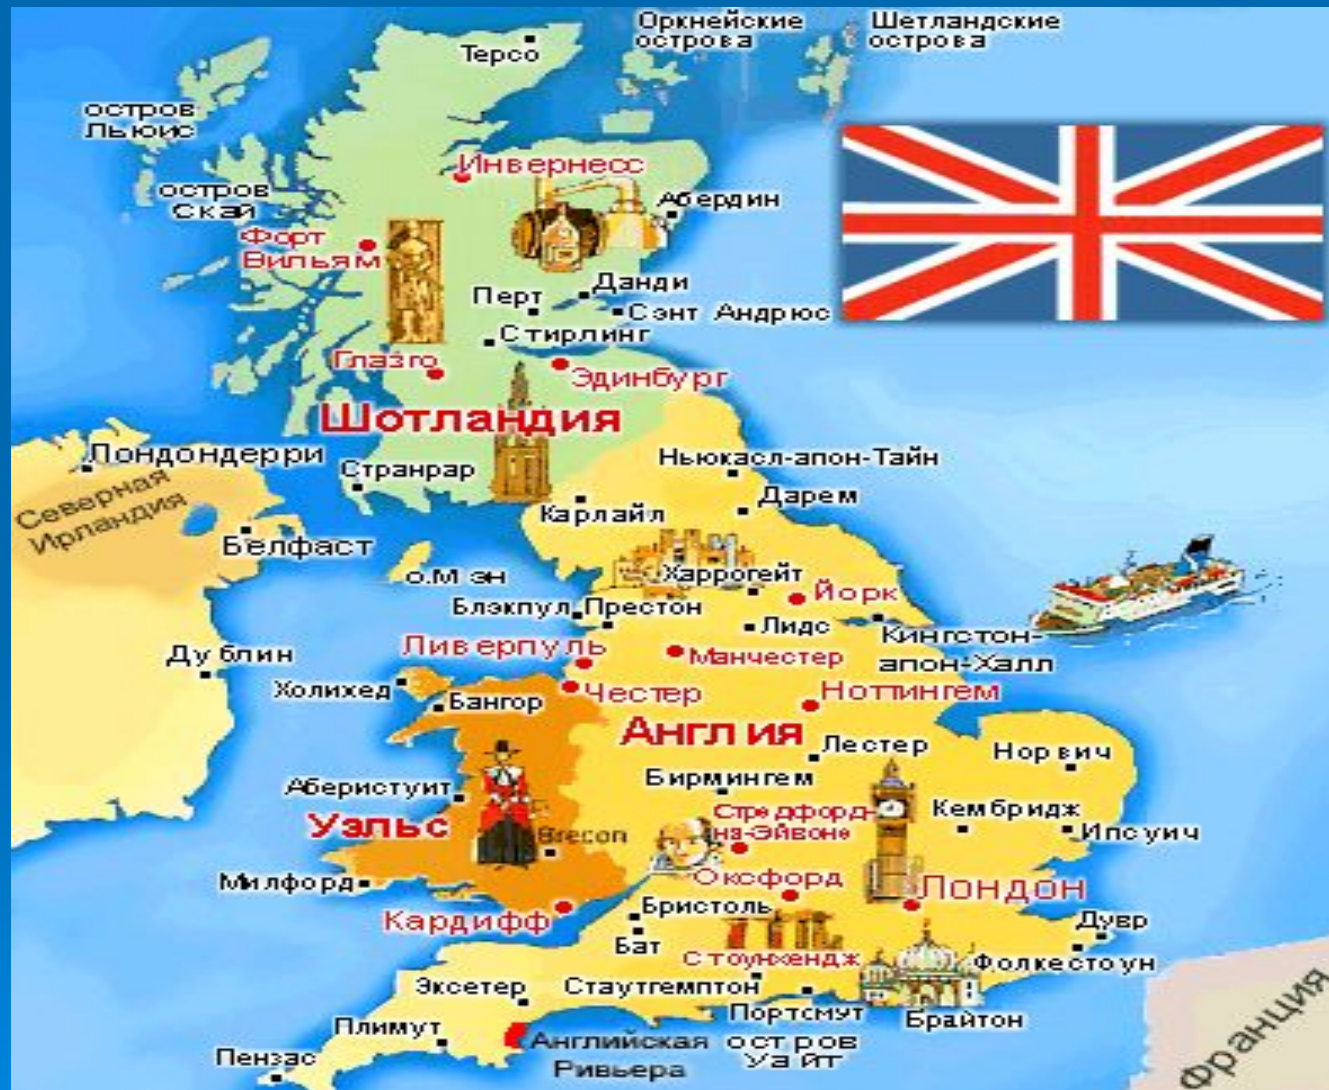 Оркнейские
острова
Шетландские
острова
Терсо
остров
Льюис
Инвернесс
остров
Скай
Абердин
Форт
Вильям
Данди
Перт
Сэнт Андрюс
Стирлинг
Глазго
Эдинбург
Шотландия
Лондондерри
Странрар
Ньюкасл-апон-Тайн
Северная
Ирландия
Дарем
Карлайл
Белфаст
о.Мэн
Харрогейт
Йорк
Блэкпул
Престон
Лидс
Кингстон-
апон-Халл
Ливерпуль
Манчестер
Дублин
Холихед
Честер
Ноттингем
Бангор
Англия
Лестер
Норвич
Бирмингем
Аберистуит
Стредфорд-
на-Эйвоне
Кембридж
Ипсуич
Уэльс
Brecon
Милфорд
Оксфорд
Лондон
Кардифф
Бристоль
Дувр
Бат
Стоунхендж
Фолкестоун
Эксетер
Стаутгемптон
Портсмут
Брайтон
Плимут
Английская
Ривьера
остров
Уайт
Пензас
Франция